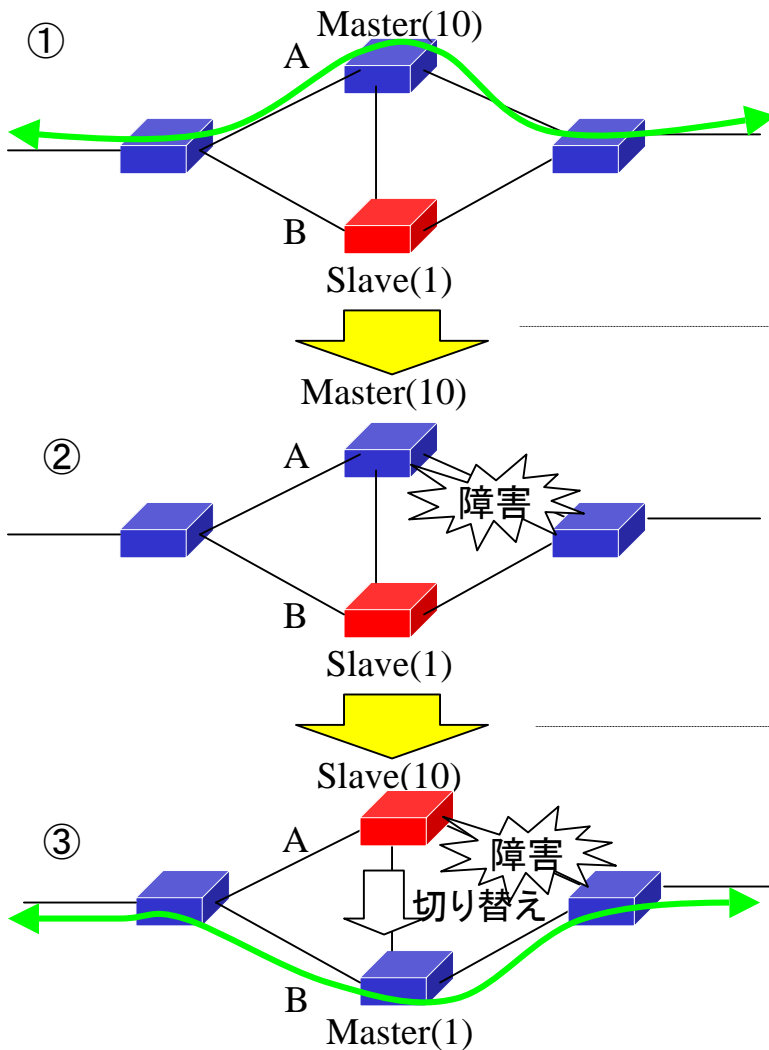 ①
Master(10)
A
B
Slave(1)
Master(10)
②
A
障害
B
Slave(1)
Slave(10)
③
A
障害
切り替え
B
Master(1)